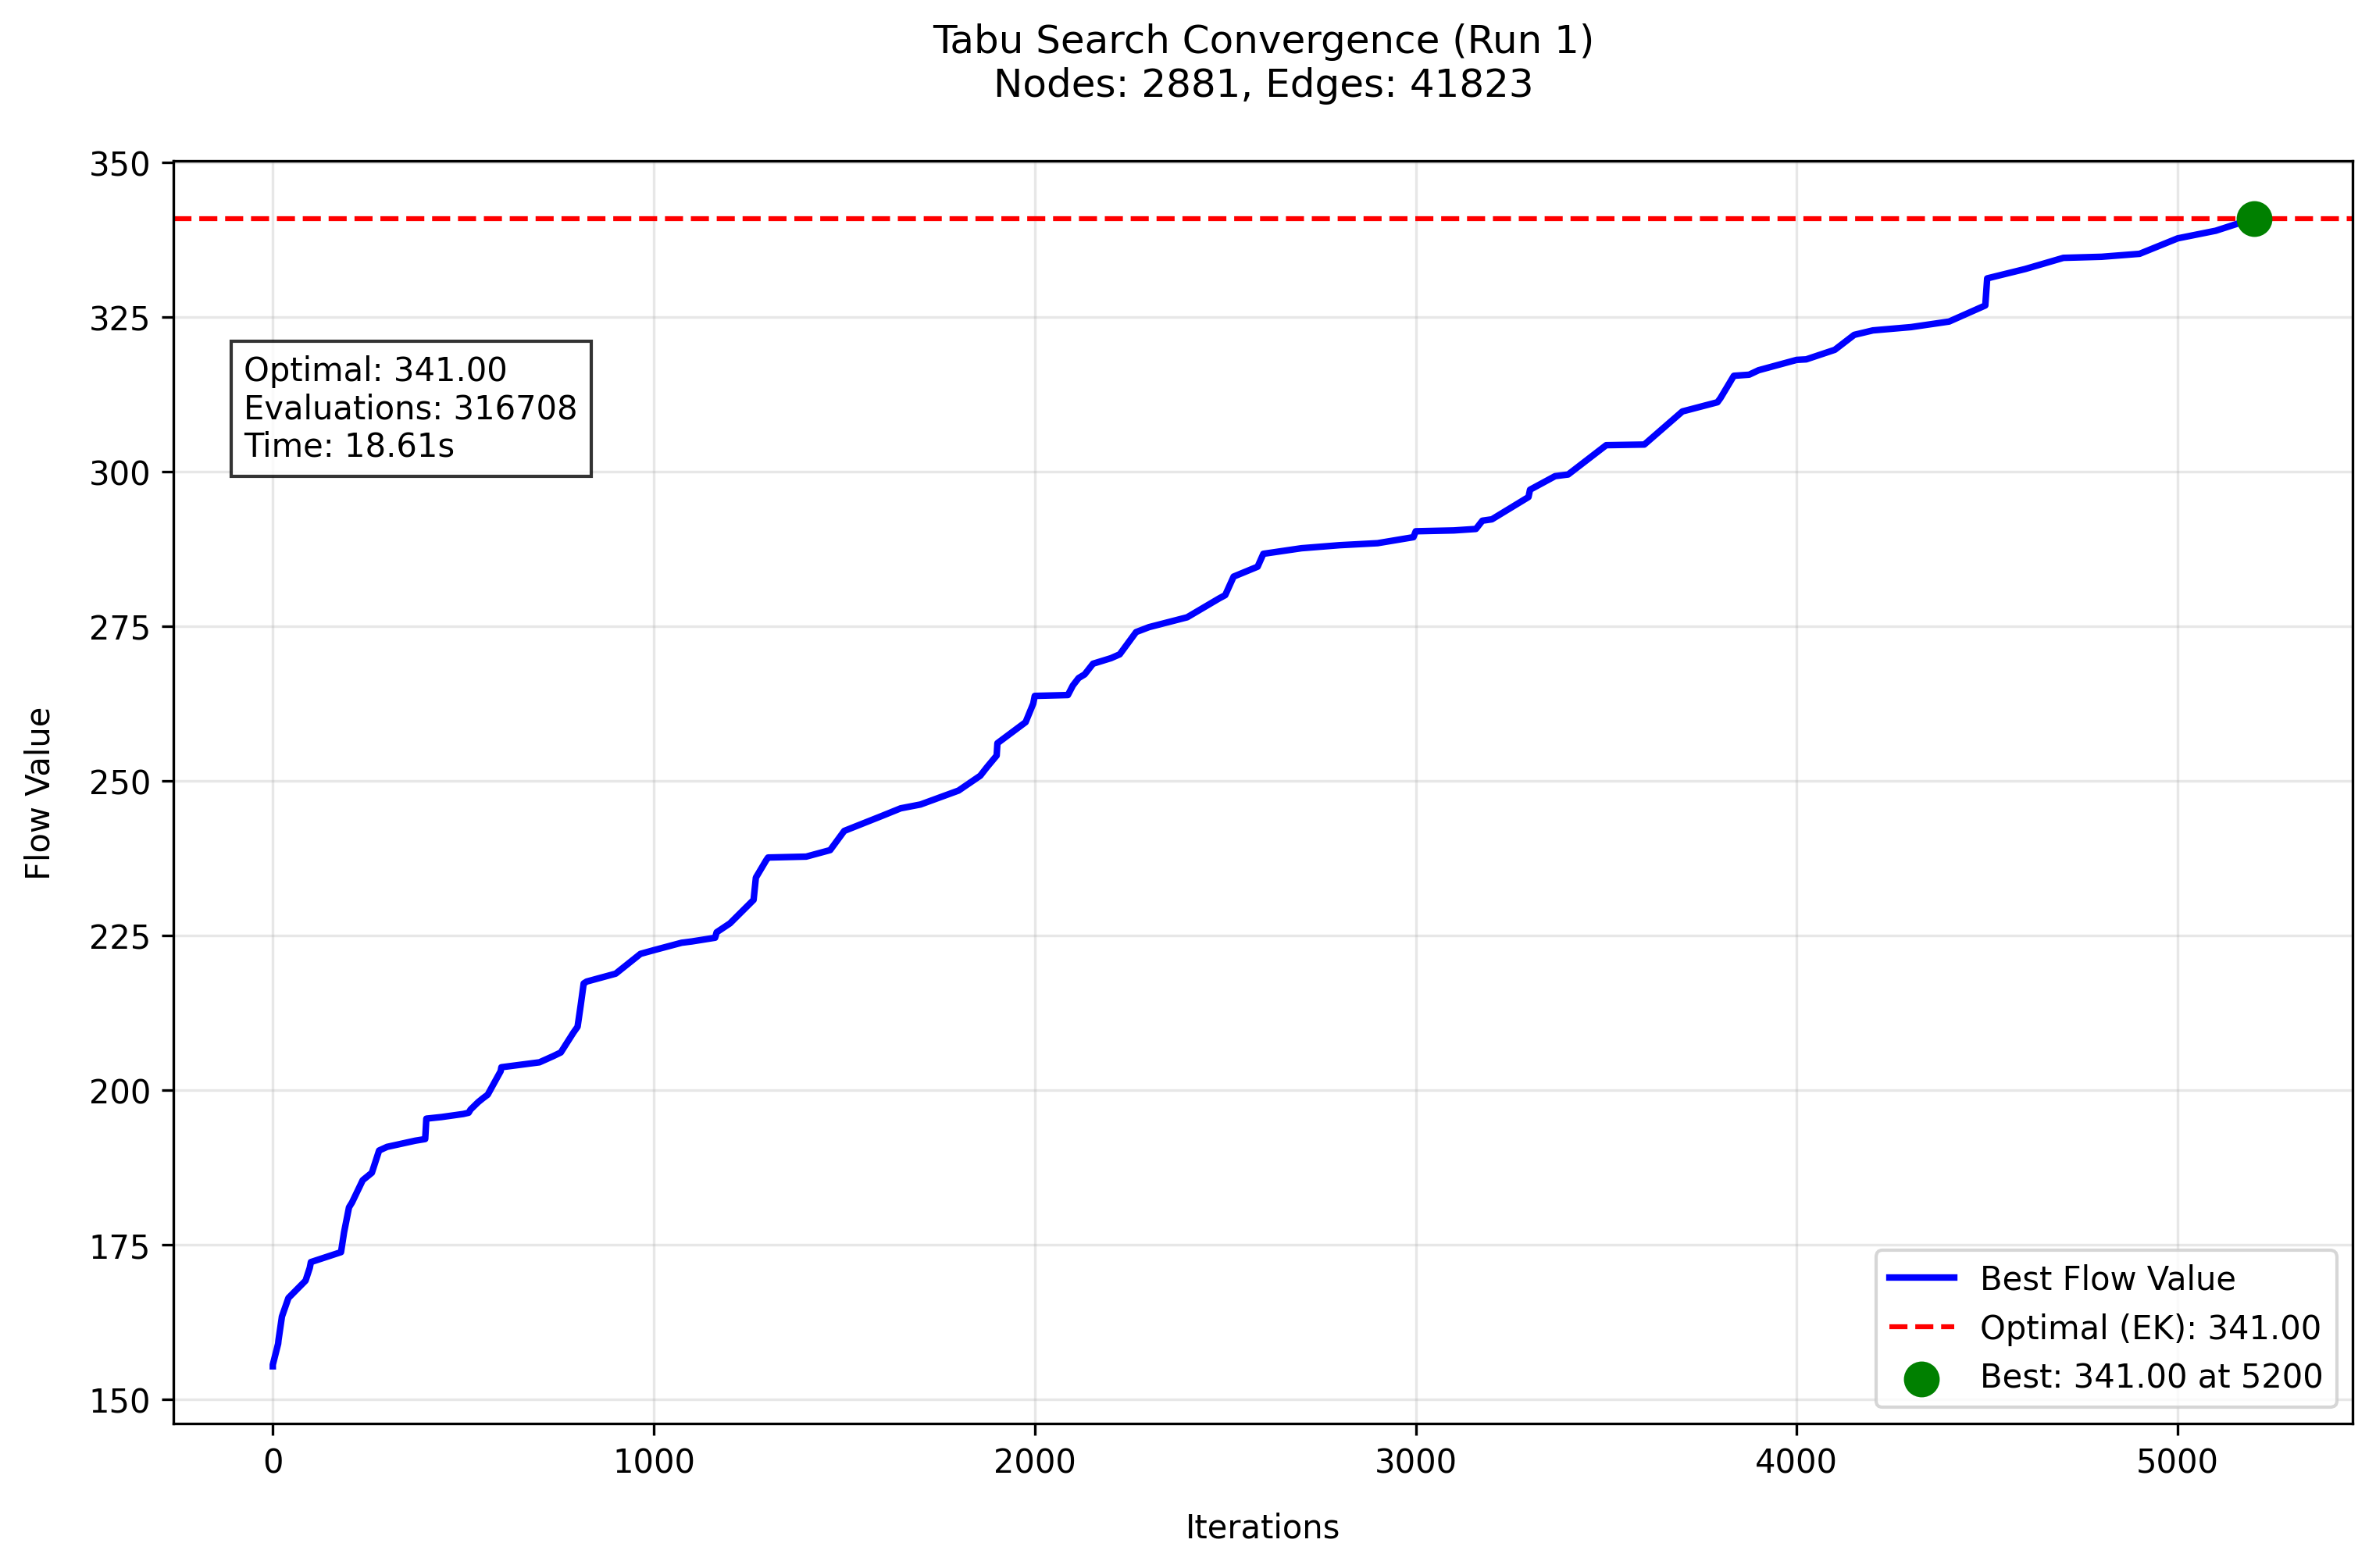 Tabu Search Convergence (Run 1)
Nodes: 2881, Edges: 41823
350
325
300
275
250
225
200
175
150
Flow Value
Optimal: 341.00
Evaluations: 316708
Time: 18.61s
Best Flow Value
Optimal (EK): 341.00
Best: 341.00 at 5200
0
1000
2000
3000
4000
5000
Iterations